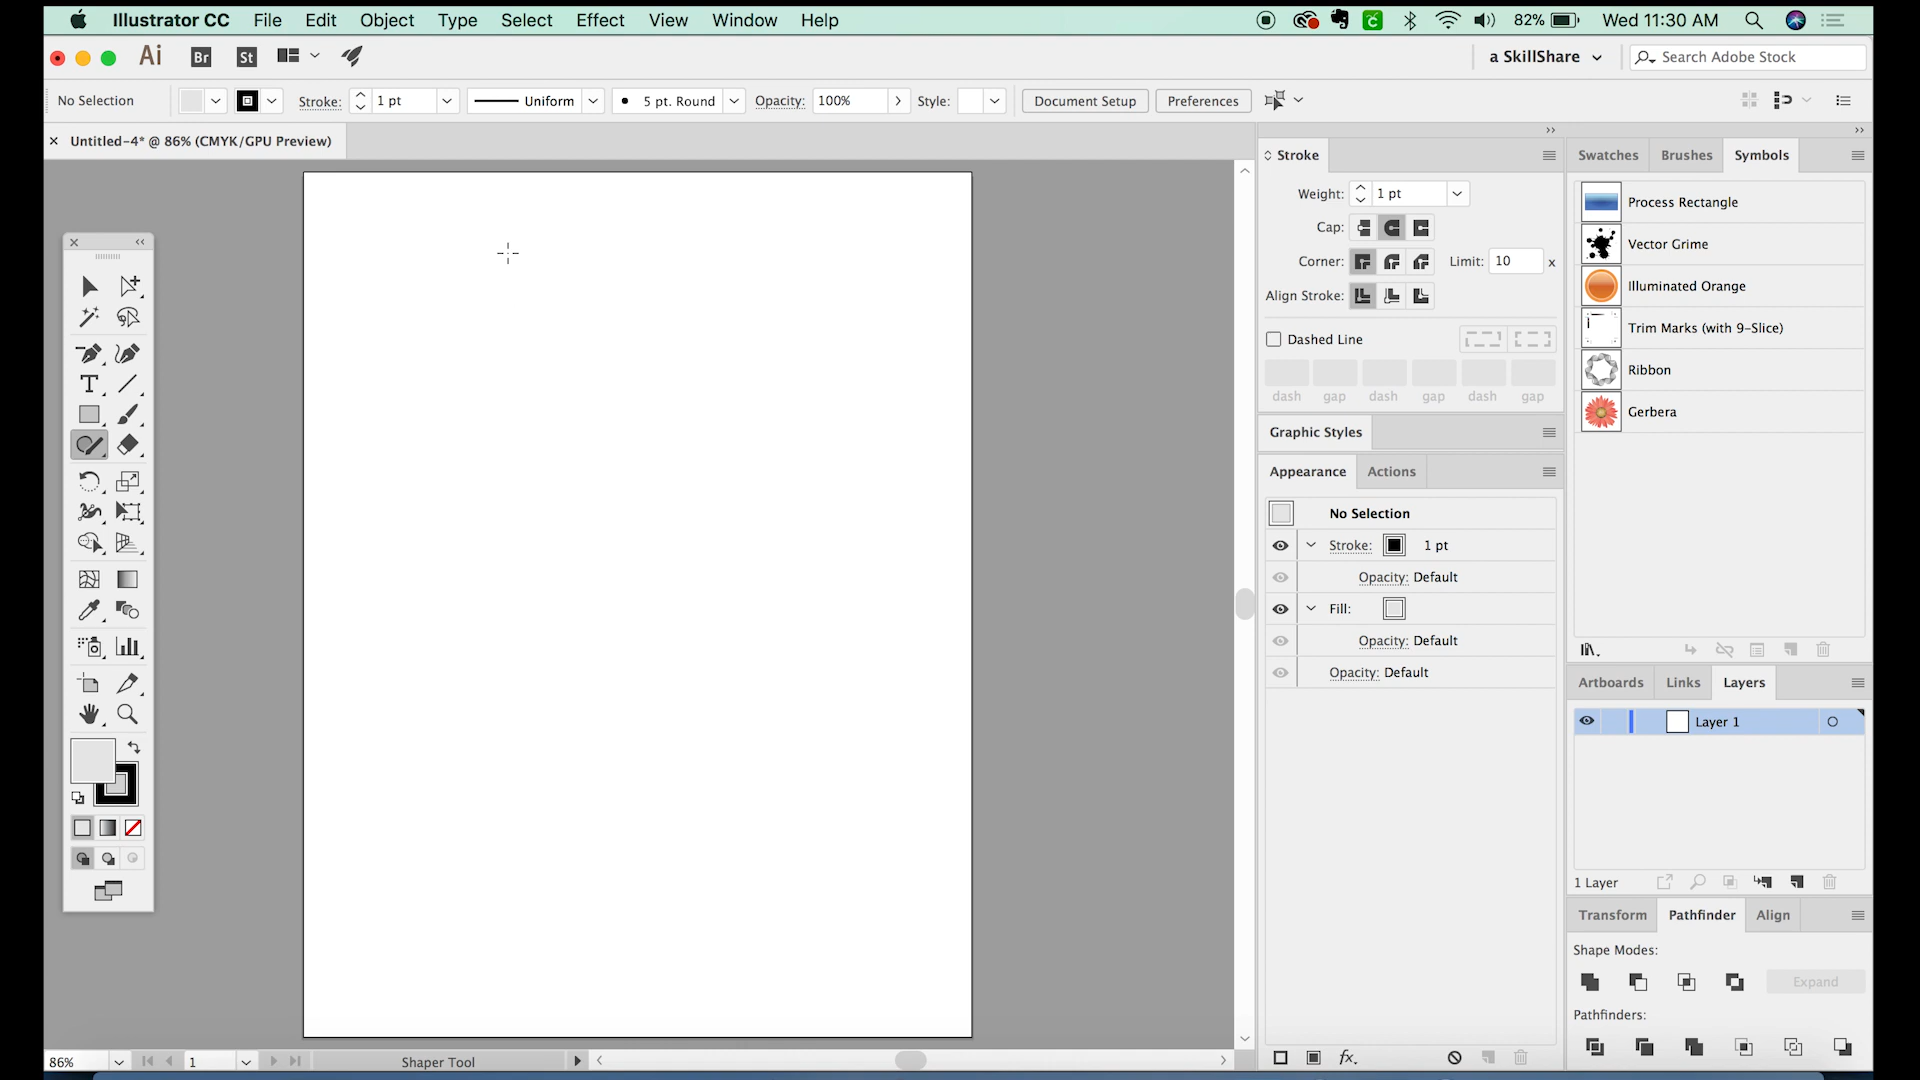 Illustrator CC File Edit Object Type Select Effect View Window Help 82% Wed 11:30 AM
Ai Br St a SkillShare Search Adobe Stock
No Selection Stroke: 1 pt Uniform 5 pt. Round Opacity: 100% Style: Document Setup Preferences
Untitled-4* @ 86% (CMYK/GPU Preview)
Stroke
Weight: 1 pt
Cap:
Corner: Limit: 10 x
Align Stroke:
Dashed Line
dash gap dash gap dash gap
Graphic Styles
Appearance Actions
No Selection
Stroke: 1 pt
Opacity: Default
Fill:
Opacity: Default
Opacity: Default
fx.
Swatches Brushes Symbols
Process Rectangle
Vector Grime
Illuminated Orange
Trim Marks (with 9-Slice)
Ribbon
Gerbera
Artboards Links Layers
Layer 1
1 Layer
Transform Pathfinder Align
Shape Modes:
Expand
Pathfinders:
86% 1 Shaper Tool